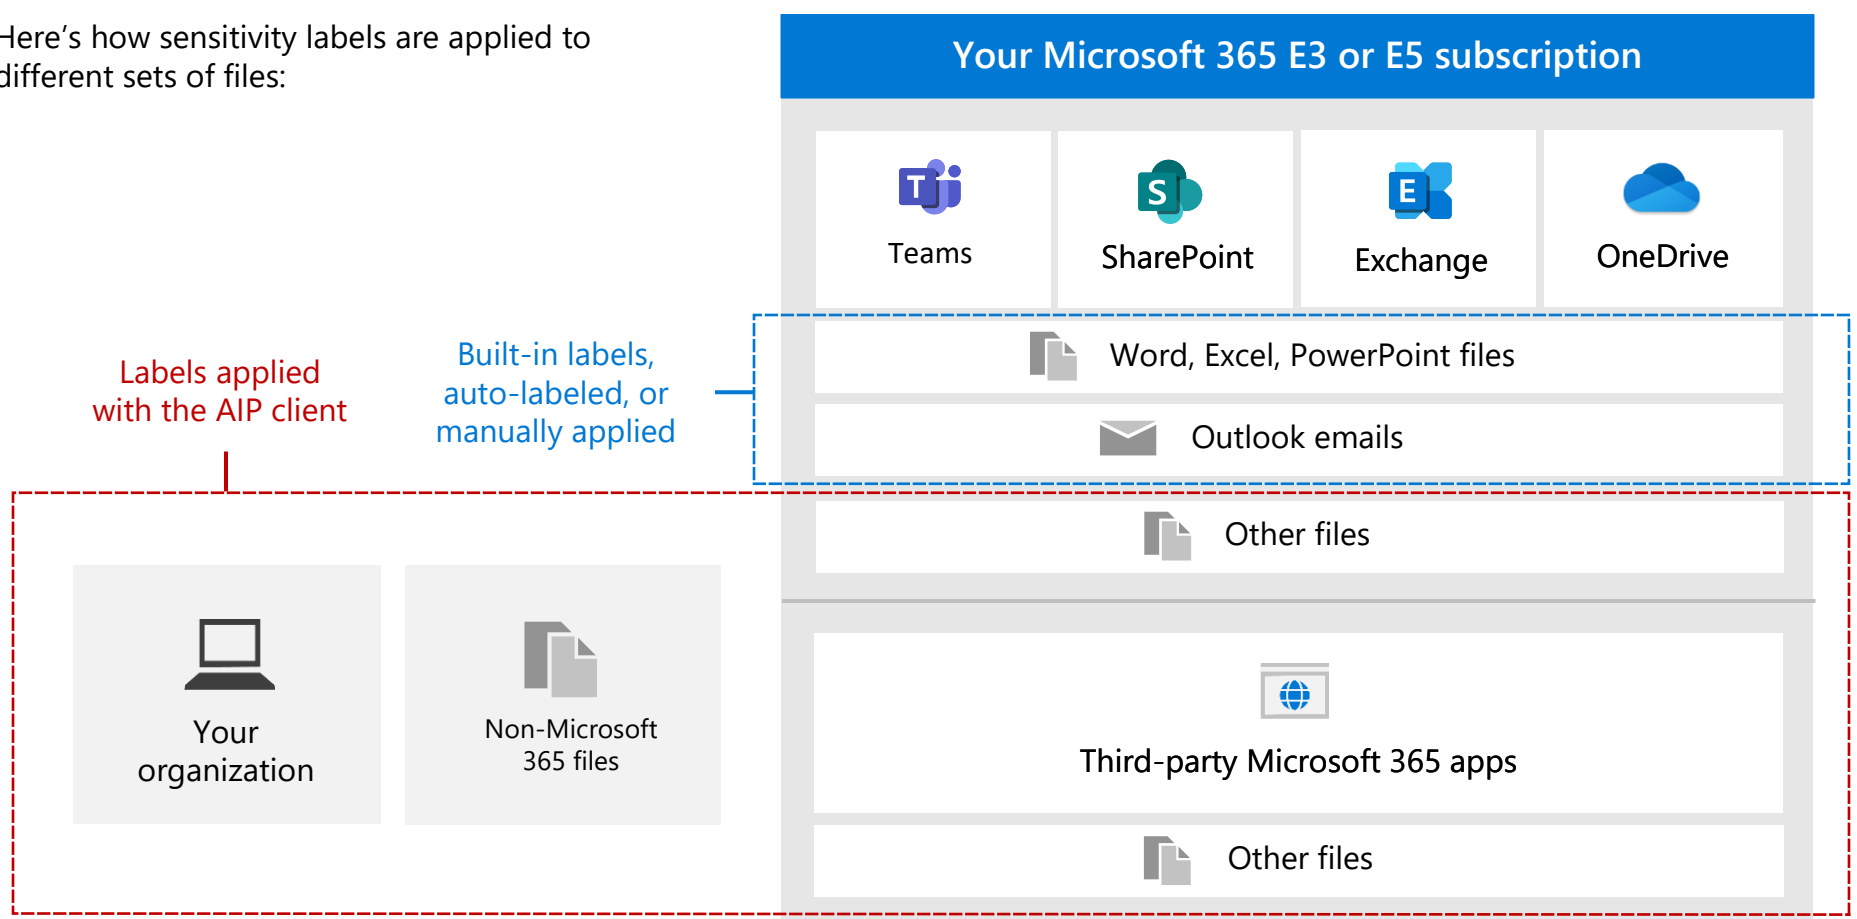 Here's how sensitivity labels are applied to
different sets of files:
Your Microsoft 365 E3 or E5 subscription
T
Teams
S
SharePoint
E
Exchange
OneDrive
Labels applied
with the AIP client
Built-in labels,
auto-labeled, or
manually applied
Word, Excel, PowerPoint files
Outlook emails
Other files
Your
organization
Non-Microsoft
365 files
Third-party Microsoft 365 apps
Other files